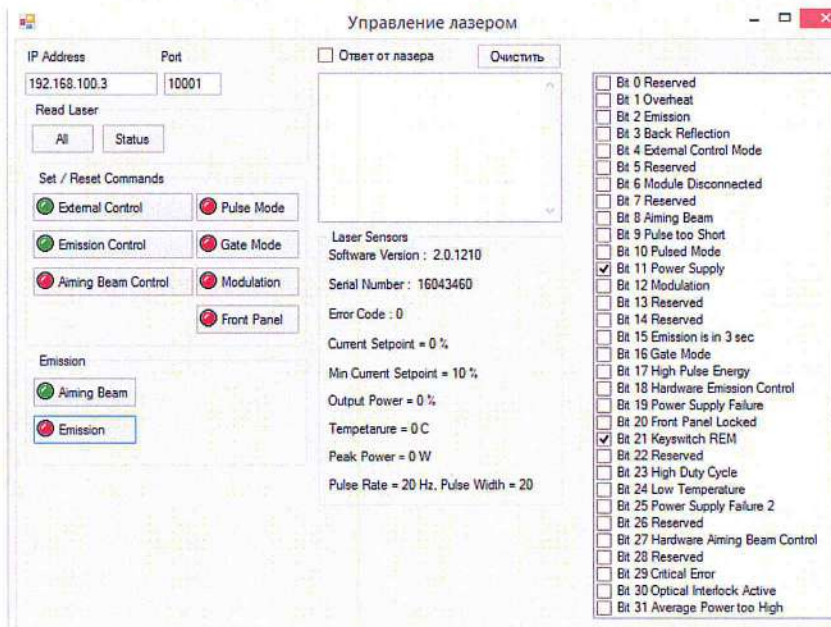 Управление лазером
IP Address
Port
192.168.100.3
10001
Read Laser
All
Status
Set / Reset Commands
External Control
Pulse Mode
Emission Control
Gate Mode
Aiming Beam Control
Modulation
Front Panel
Emission
Aiming Beam
Emission
Ответ от лазера
Очистить
Laser Sensors
Software Version : 2.0.1210
Serial Number : 16043460
Error Code : 0
Current Setpoint = 0 %
Min Current Setpoint = 10 %
Output Power = 0 %
Tempetarure = 0 C
Peak Power = 0 W
Pulse Rate = 20 Hz, Pulse Width = 20
Bit 0 Reserved
Bit 1 Overheat
Bit 2 Emission
Bit 3 Back Reflection
Bit 4 External Control Mode
Bit 5 Reserved
Bit 6 Module Disconnected
Bit 7 Reserved
Bit 8 Aiming Beam
Bit 9 Pulse too Short
Bit 10 Pulsed Mode
Bit 11 Power Supply
Bit 12 Modulation
Bit 13 Reserved
Bit 14 Reserved
Bit 15 Emission is in 3 sec
Bit 16 Gate Mode
Bit 17 High Pulse Energy
Bit 18 Hardware Emission Control
Bit 19 Power Supply Failure
Bit 20 Front Panel Locked
Bit 21 Keyswitch REM
Bit 22 Reserved
Bit 23 High Duty Cycle
Bit 24 Low Temperature
Bit 25 Power Supply Failure 2
Bit 26 Reserved
Bit 27 Hardware Aiming Beam Control
Bit 28 Reserved
Bit 29 Critical Error
Bit 30 Optical Interlock Active
Bit 31 Average Power too High